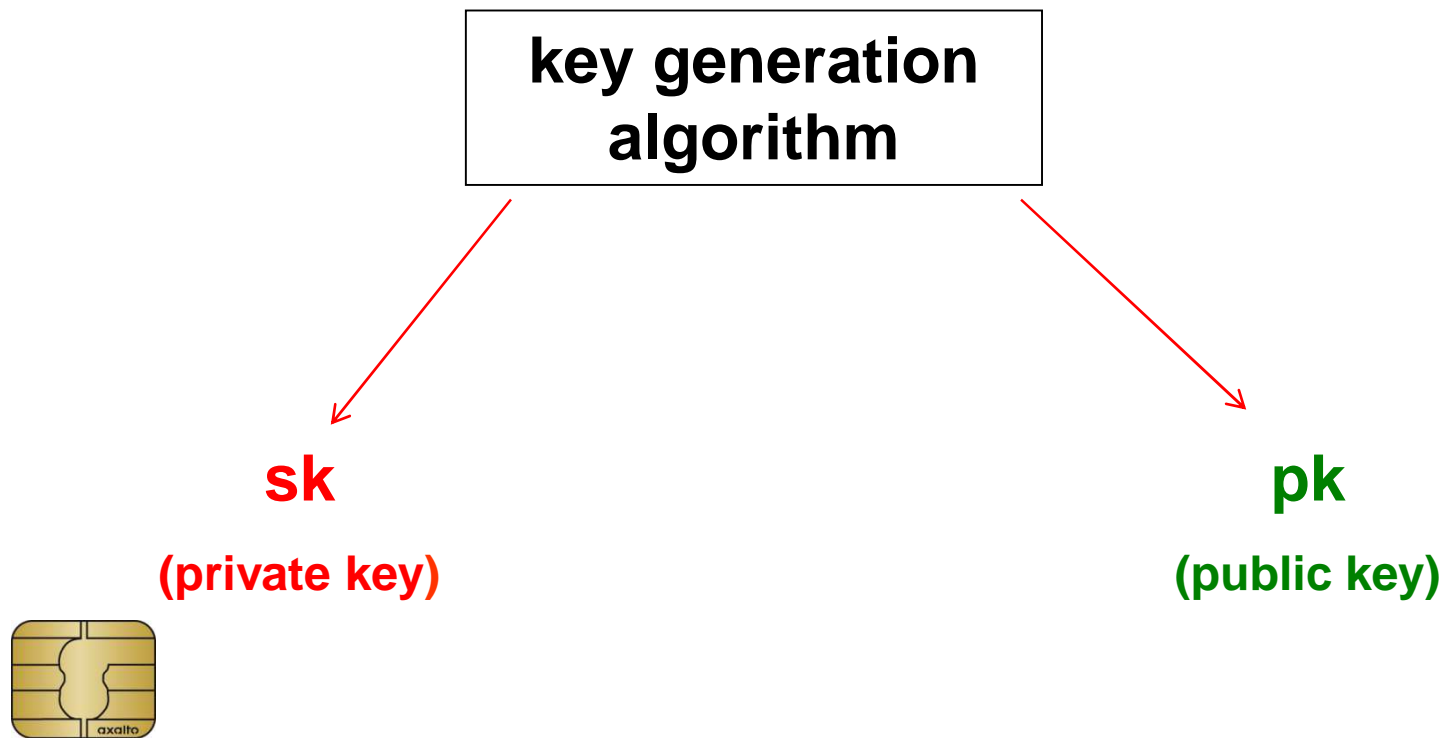 key generation
algorithm
sk
pk
(private key)
(public key)
axalto